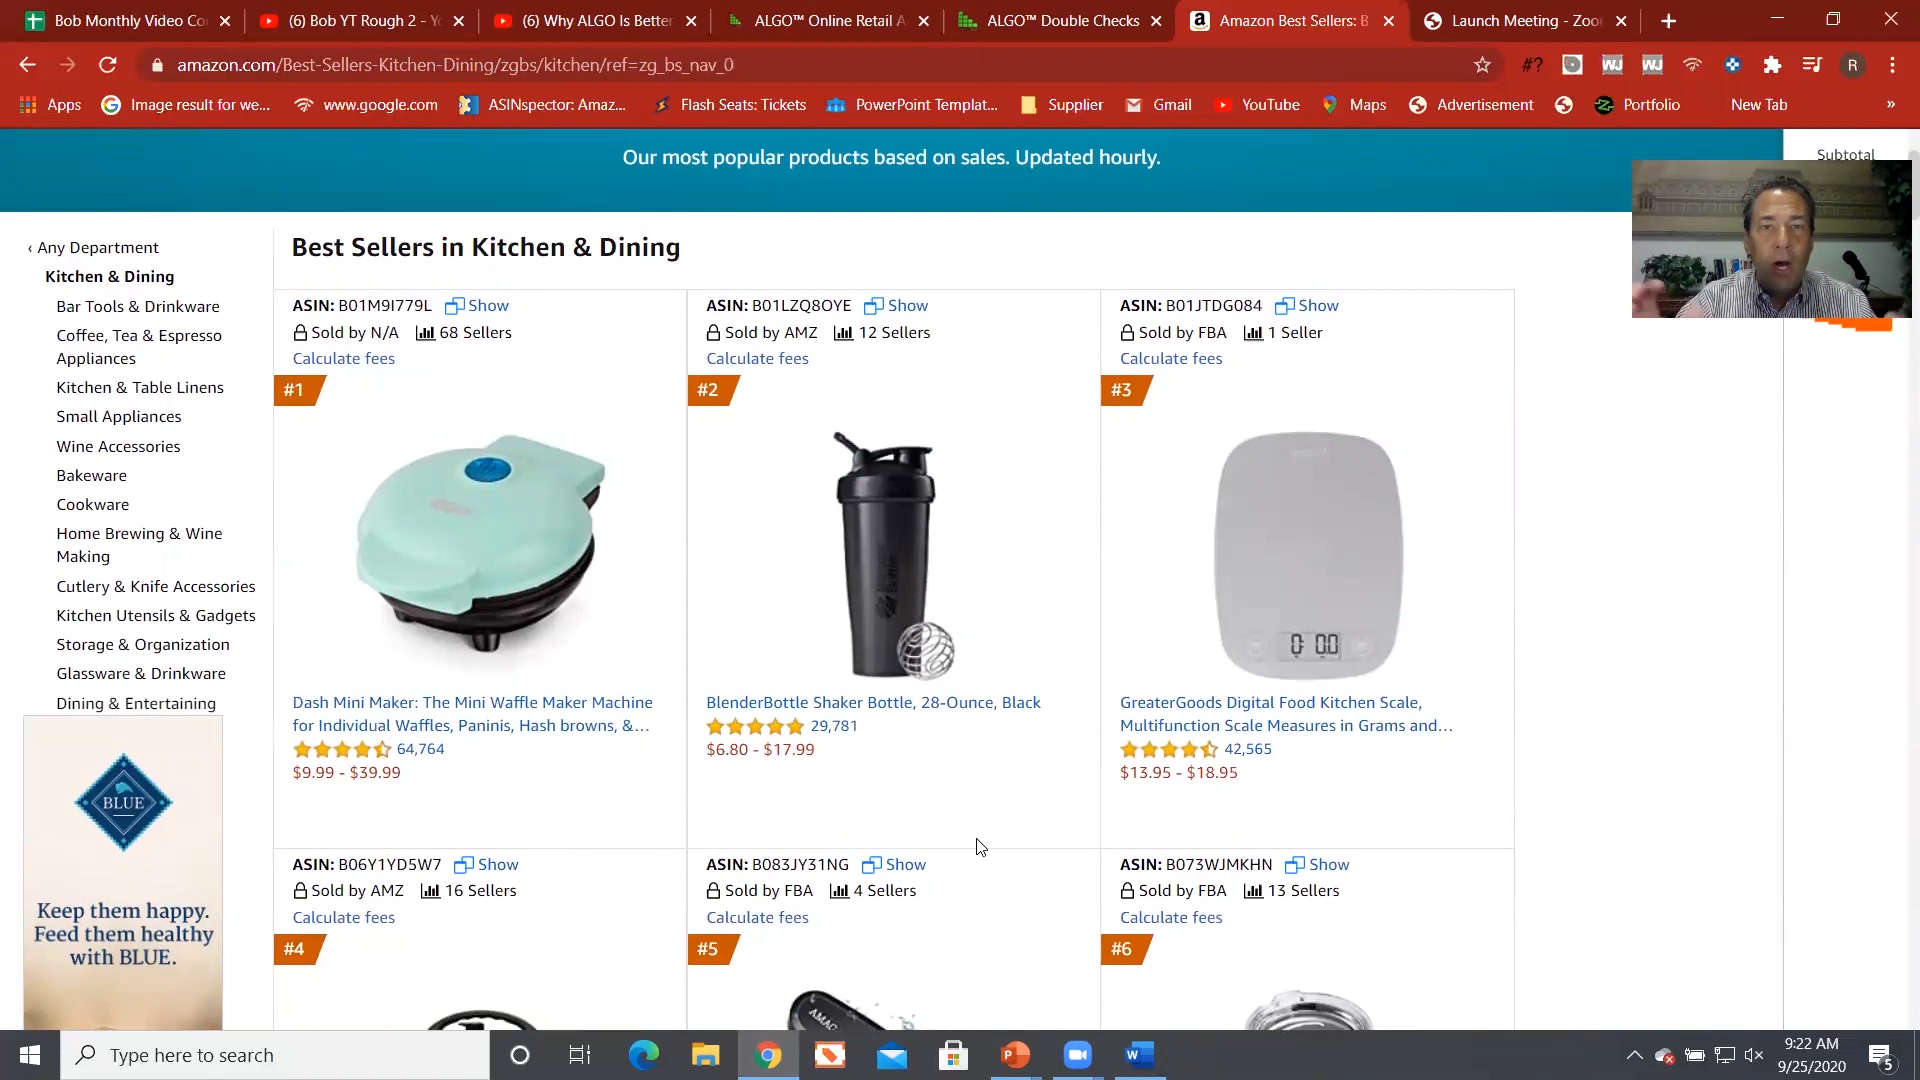 Bob Monthly Video Co
(6) Bob YT Rough 2 - Y
(6) Why ALGO Is Better
ALGO™ Online Retail A
ALGO™ Double Checks
Amazon Best Sellers: B
Launch Meeting - Zoo
amazon.com/Best-Sellers-Kitchen-Dining/zgbs/kitchen/ref=zg_bs_nav_0
#?
WJ
WJ
R
Apps
Image result for we...
www.google.com
ASINspector: Amaz...
Flash Seats: Tickets
PowerPoint Templat...
Supplier
Gmail
YouTube
Maps
Advertisement
Portfolio
New Tab
»
Our most popular products based on sales. Updated hourly.
Subtotal
‹ Any Department
Kitchen & Dining
Bar Tools & Drinkware
Coffee, Tea & Espresso
Appliances
Kitchen & Table Linens
Small Appliances
Wine Accessories
Bakeware
Cookware
Home Brewing & Wine
Making
Cutlery & Knife Accessories
Kitchen Utensils & Gadgets
Storage & Organization
Glassware & Drinkware
Dining & Entertaining
BLUE
Keep them happy.
Feed them healthy
with BLUE.
Best Sellers in Kitchen & Dining
ASIN: B01M9I779L Show
Sold by N/A 68 Sellers
Calculate fees
#1
Dash Mini Maker: The Mini Waffle Maker Machine
for Individual Waffles, Paninis, Hash browns, &...
64,764
$9.99 - $39.99
ASIN: B01LZQ8OYE Show
Sold by AMZ 12 Sellers
Calculate fees
#2
BlenderBottle Shaker Bottle, 28-Ounce, Black
29,781
$6.80 - $17.99
ASIN: B01JTDG084 Show
Sold by FBA 1 Seller
Calculate fees
#3
0 0.0
GreaterGoods Digital Food Kitchen Scale,
Multifunction Scale Measures in Grams and...
42,565
$13.95 - $18.95
ASIN: B06Y1YD5W7 Show
Sold by AMZ 16 Sellers
Calculate fees
#4
ASIN: B083JY31NG Show
Sold by FBA 4 Sellers
Calculate fees
#5
ASIN: B073WJMKHN Show
Sold by FBA 13 Sellers
Calculate fees
#6
Type here to search
9:22 AM
9/25/2020
5